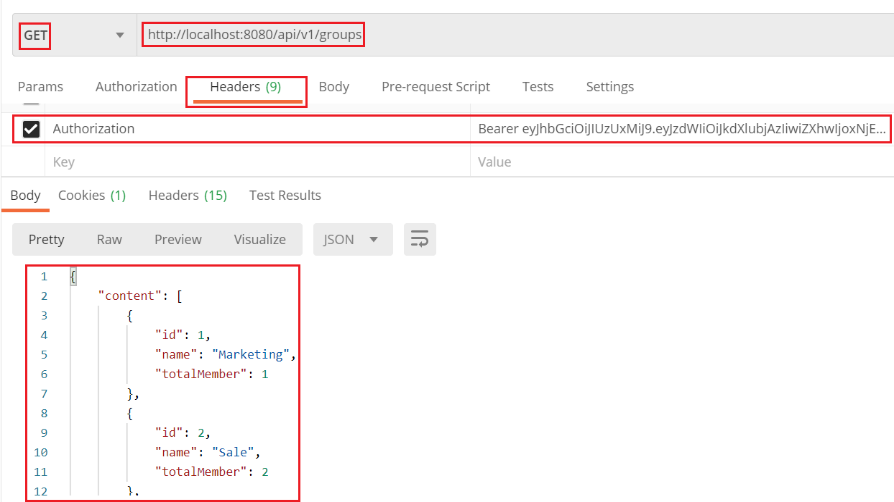 GET http://localhost:8080/api/v1/groups
Params Authorization Headers (9) Body Pre-request Script Tests Settings
Authorization Bearer eyJhbGciOiJIUzUxMiJ9.eyJzdWIiOiJkdXlubjAzIiwiZXhwIjoxNjE...
Key Value
Body Cookies (1) Headers (15) Test Results
Pretty Raw Preview Visualize JSON
1 {
2 "content": [
3 {
4 "id": 1,
5 "name": "Marketing",
6 "totalMember": 1
7 },
8 {
9 "id": 2,
10 "name": "Sale",
11 "totalMember": 2
12 },